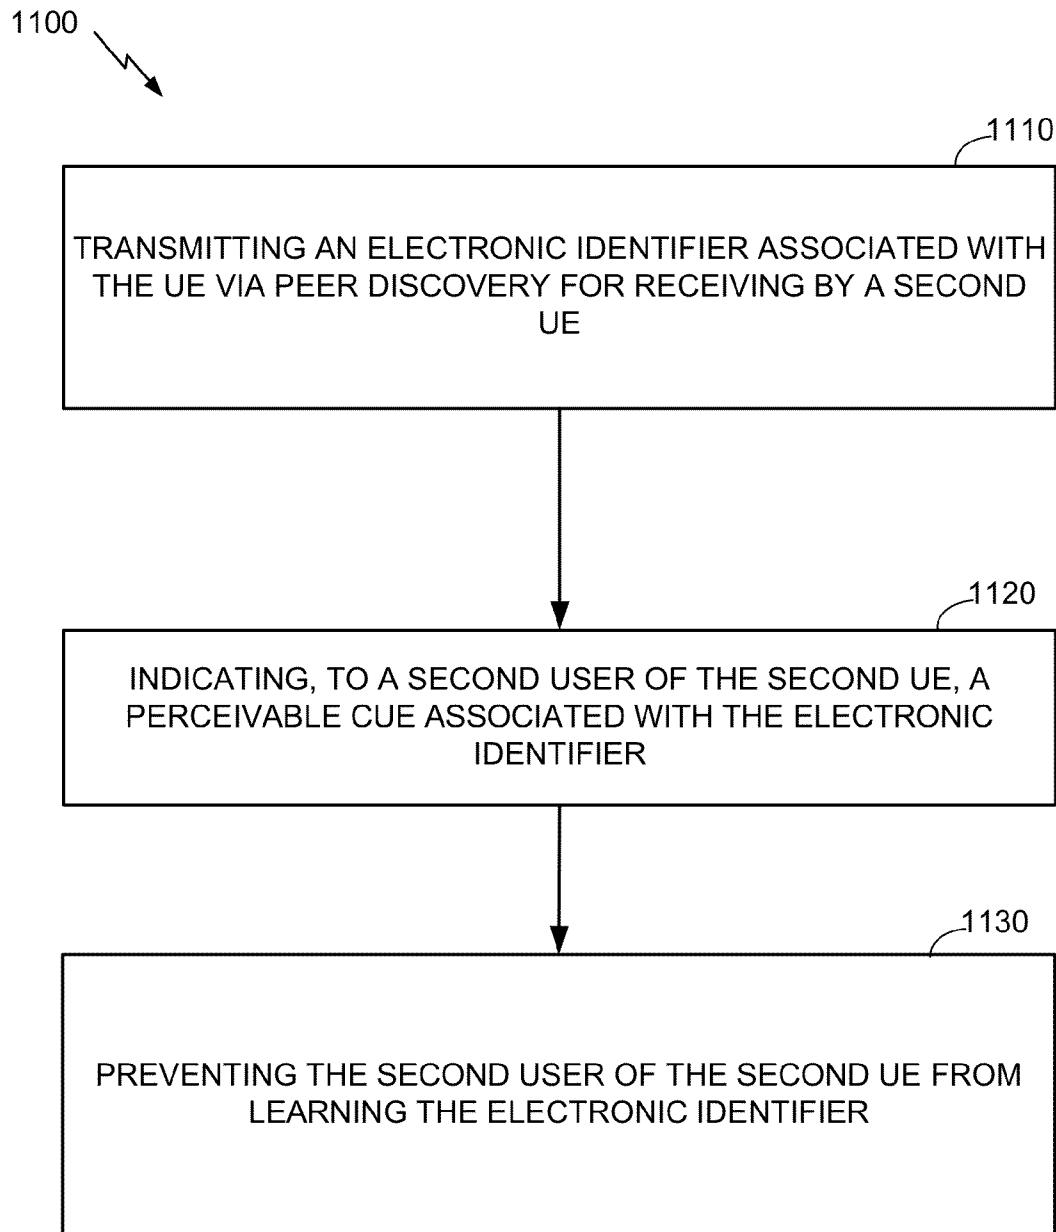 1100
1110
TRANSMITTING AN ELECTRONIC IDENTIFIER ASSOCIATED WITH
THE UE VIA PEER DISCOVERY FOR RECEIVING BY A SECOND
UE
1120
INDICATING, TO A SECOND USER OF THE SECOND UE, A
PERCEIVABLE CUE ASSOCIATED WITH THE ELECTRONIC
IDENTIFIER
1130
PREVENTING THE SECOND USER OF THE SECOND UE FROM
LEARNING THE ELECTRONIC IDENTIFIER